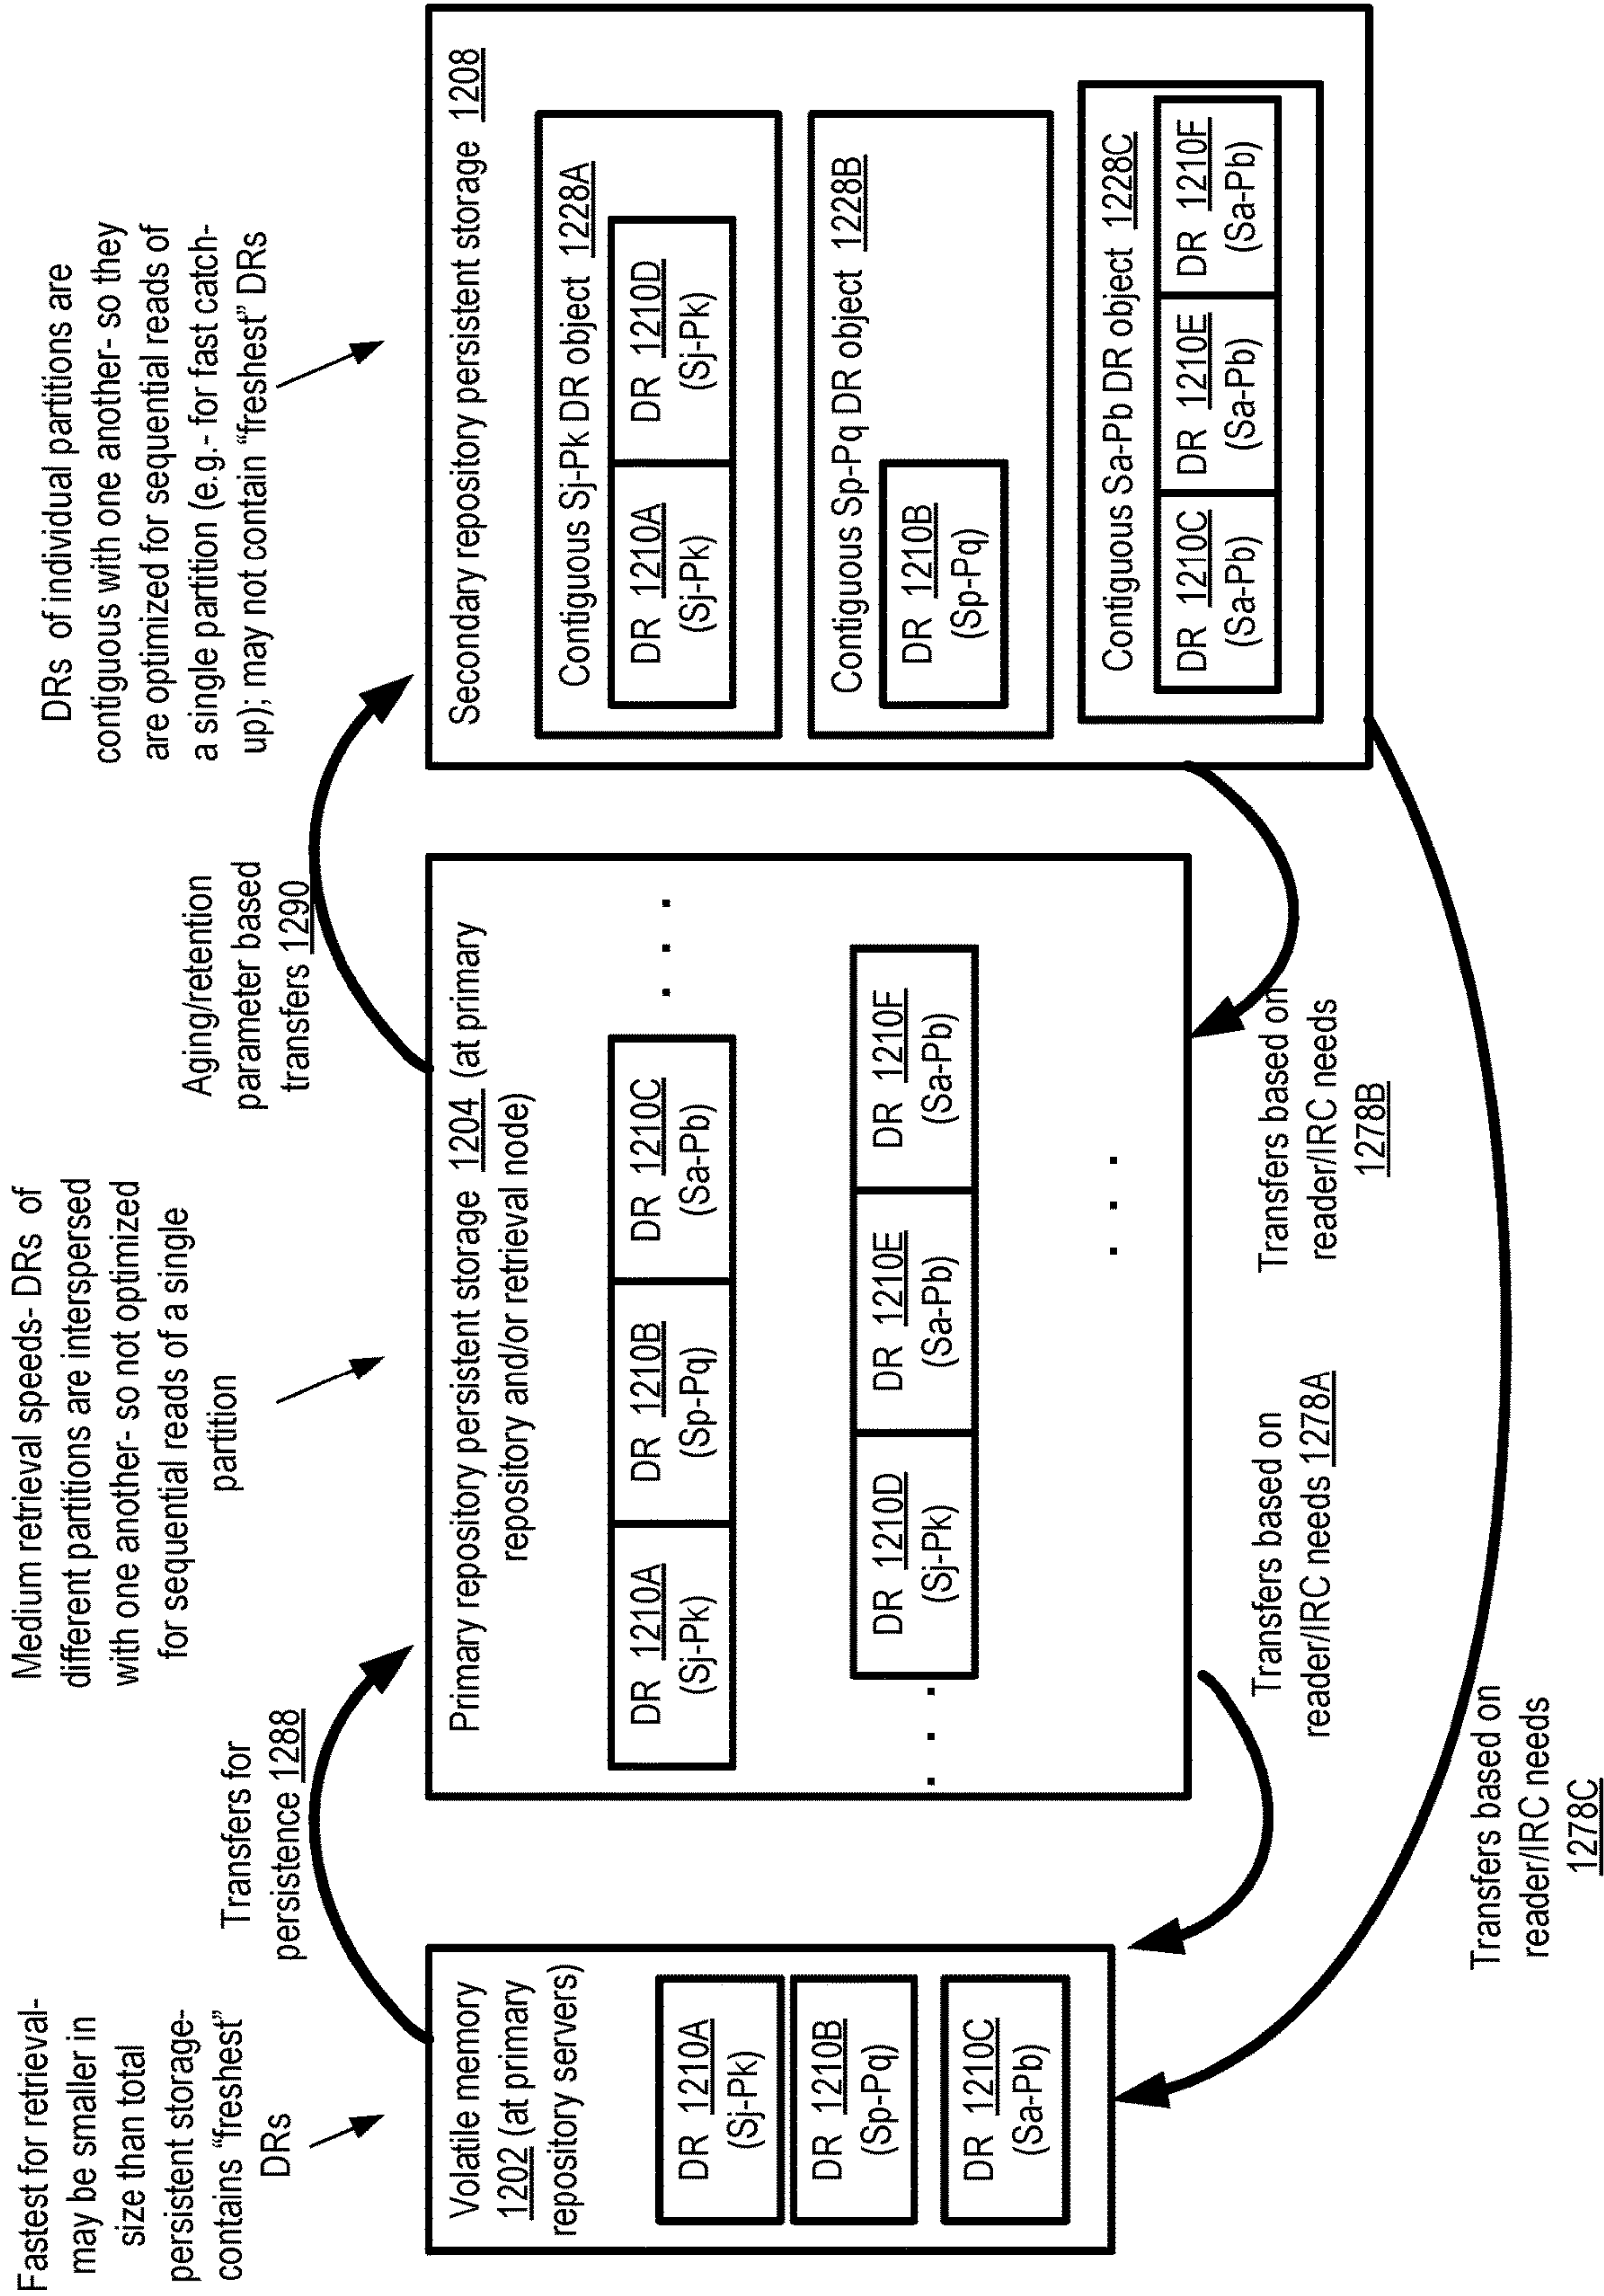 Fastest for retrieval-
may be smaller in
size than total
persistent storage-
contains "freshest"
DRs
Medium retrieval speeds- DRs of
different partitions are interspersed
with one another- so not optimized
for sequential reads of a single
partition
DRs of individual partitions are
contiguous with one another- so they
are optimized for sequential reads of
a single partition (e.g.- for fast catch-
up); may not contain "freshest" DRs
Transfers for
persistence 1288
Aging/retention
parameter based
transfers 1290
Volatile memory
1202 (at primary
repository servers)
DR 1210A
(Sj-Pk)
DR 1210B
(Sp-Pq)
DR 1210C
(Sa-Pb)
Primary repository persistent storage 1204 (at primary
repository and/or retrieval node)
DR 1210A
(Sj-Pk)
DR 1210B
(Sp-Pq)
DR 1210C
(Sa-Pb)
. . .
. . .
DR 1210D
(Sj-Pk)
DR 1210E
(Sa-Pb)
DR 1210F
(Sa-Pb)
. . .
Secondary repository persistent storage 1208
Contiguous Sj-Pk DR object 1228A
DR 1210A
(Sj-Pk)
DR 1210D
(Sj-Pk)
Contiguous Sp-Pq DR object 1228B
DR 1210B
(Sp-Pq)
Contiguous Sa-Pb DR object 1228C
DR 1210C
(Sa-Pb)
DR 1210E
(Sa-Pb)
DR 1210F
(Sa-Pb)
Transfers based on
reader/IRC needs 1278A
Transfers based on
reader/IRC needs
1278B
Transfers based on
reader/IRC needs
1278C